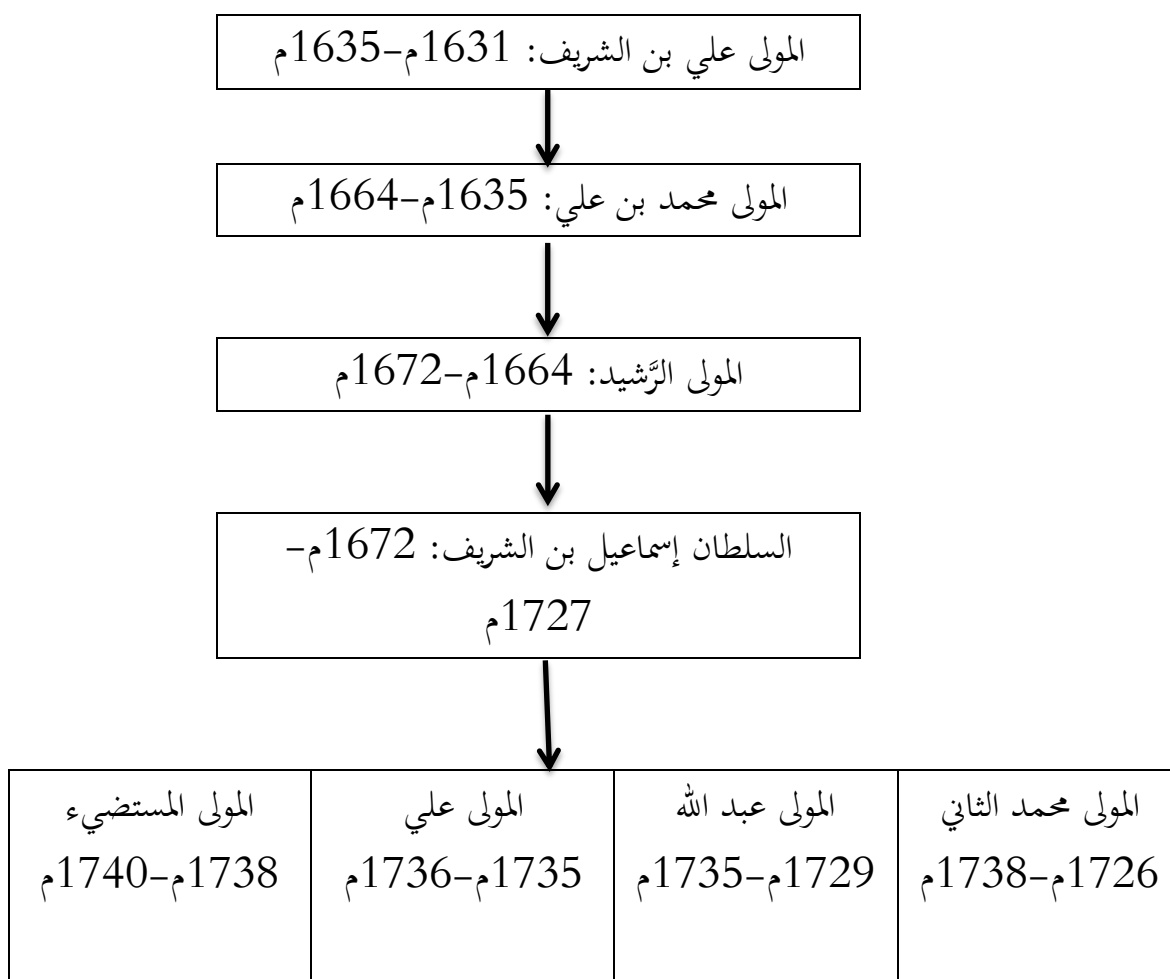 المولى علي بن الشريف: 1631م-1635م
المولى محمد بن علي: 1635م-1664م
المولى الرَّشيد: 1664م-1672م
السلطان إسماعيل بن الشريف: 1672م-
1727م
المولى محمد الثاني
1726م-1738م
المولى عبد الله
1729م-1735م
المولى علي
1735م-1736م
المولى المستضيء
1738م-1740م